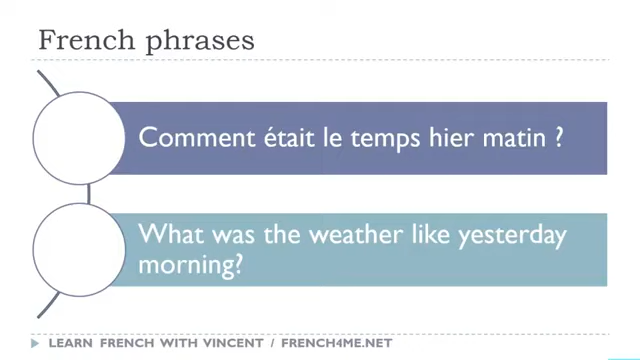 French phrases
Comment était le temps hier matin ?
What was the weather like yesterday
morning?
LEARN FRENCH WITH VINCENT / FRENCH4ME.NET